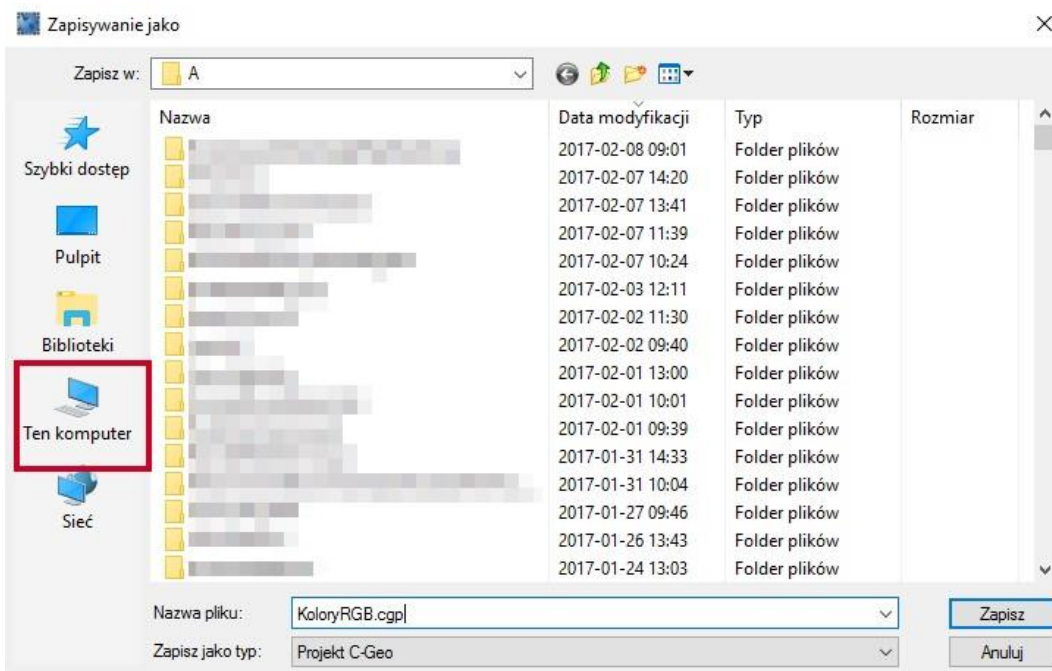 Zapisywanie jako
Zapisz w: A
Nazwa Data modyfikacji Typ Rozmiar
2017-02-08 09:01 Folder plików
2017-02-07 14:20 Folder plików
2017-02-07 13:41 Folder plików
2017-02-07 11:39 Folder plików
2017-02-07 10:24 Folder plików
2017-02-03 12:11 Folder plików
2017-02-02 11:30 Folder plików
2017-02-02 09:40 Folder plików
2017-02-01 13:00 Folder plików
2017-02-01 10:01 Folder plików
2017-02-01 09:39 Folder plików
2017-01-31 14:33 Folder plików
2017-01-31 10:04 Folder plików
2017-01-27 09:46 Folder plików
2017-01-26 13:43 Folder plików
2017-01-24 13:03 Folder plików
Szybki dostęp
Pulpit
Biblioteki
Ten komputer
Sieć
Nazwa pliku: KoloryRGB.cgp Zapisz
Zapisz jako typ: Projekt C-Geo Anuluj